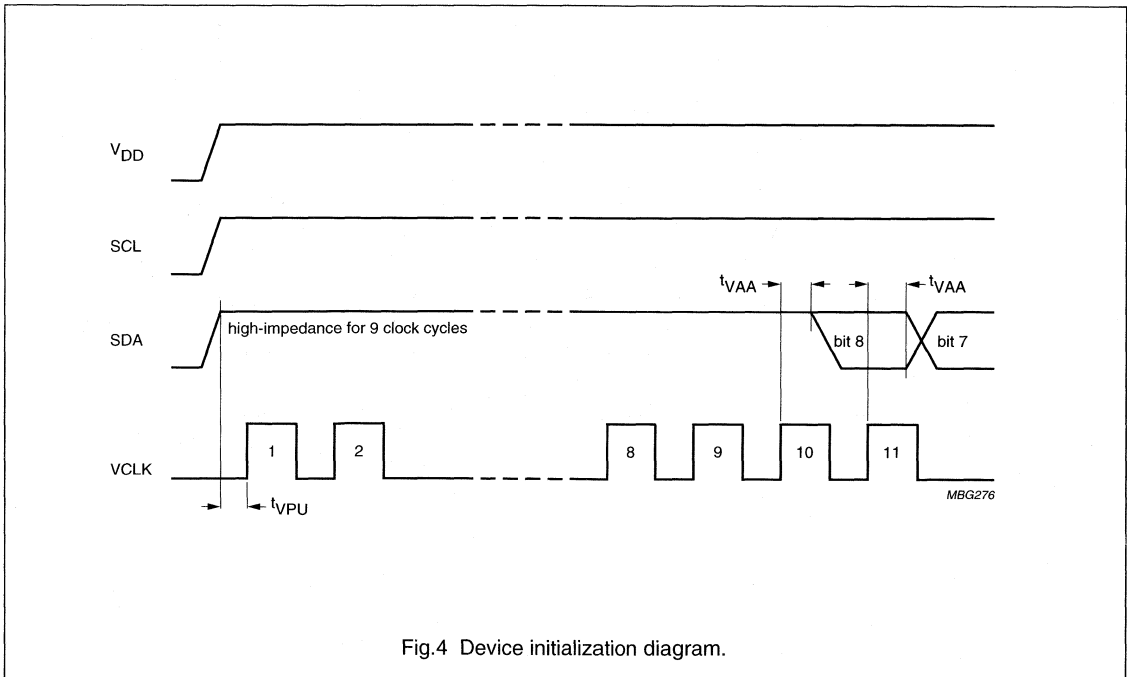 VDD
SCL
tVAA
tVAA
SDA
high-impedance for 9 clock cycles
bit 8
bit 7
VCLK
1
2
8
9
10
11
tVPU
MBG276
Fig.4 Device initialization diagram.